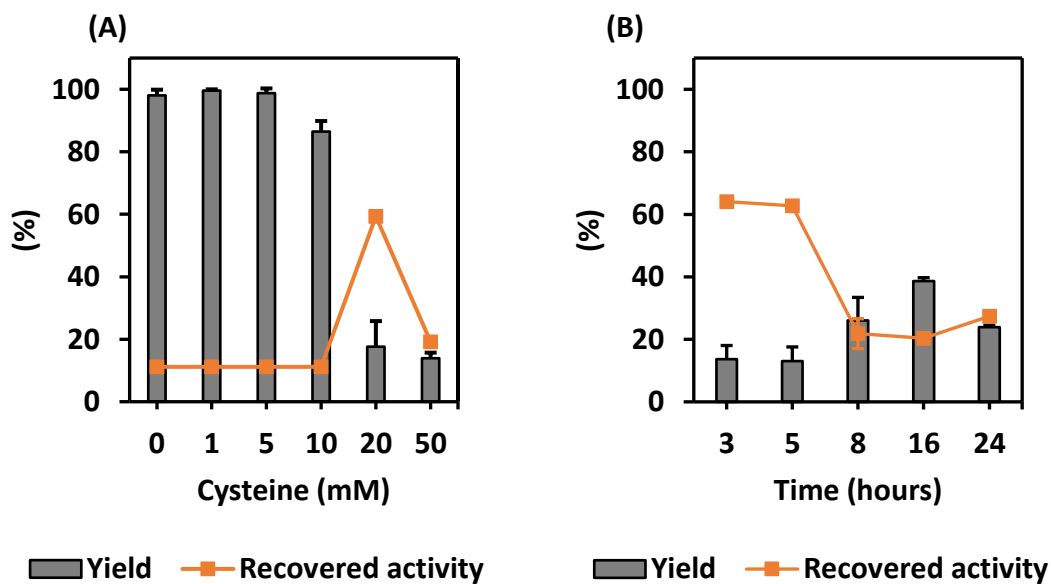 (A)
(%)
100
80
60
40
20
0
0 1 5 10 20 50
Cysteine (mM)
Yield Recovered activity
(B)
(%)
100
80
60
40
20
0
3 5 8 16 24
Time (hours)
Yield Recovered activity